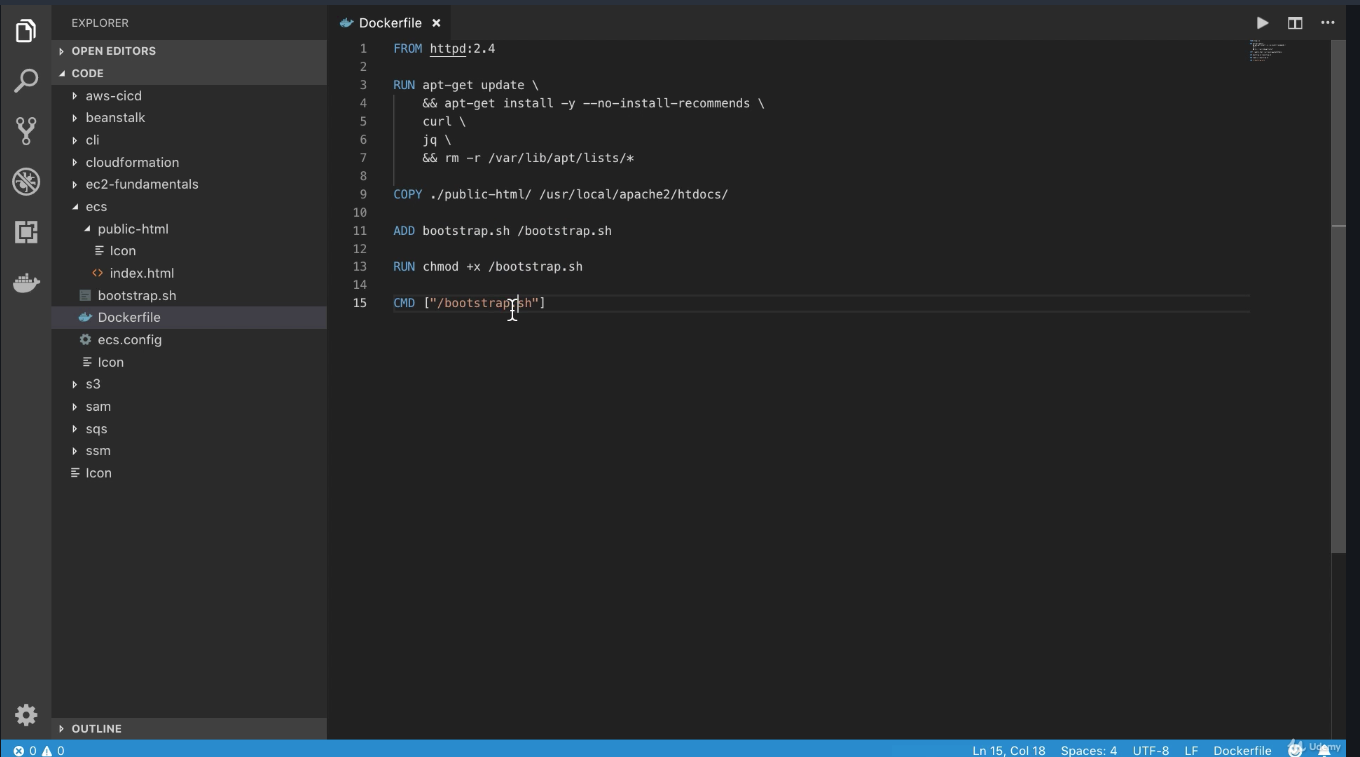 EXPLORER
OPEN EDITORS
CODE
aws-cicd
beanstalk
cli
cloudformation
ec2-fundamentals
ecs
public-html
Icon
index.html
bootstrap.sh
Dockerfile
ecs.config
Icon
s3
sam
sqs
ssm
Icon
OUTLINE
Dockerfile
1 FROM httpd:2.4
2
3 RUN apt-get update \
4 && apt-get install -y --no-install-recommends \
5 curl \
6 jq \
7 && rm -r /var/lib/apt/lists/*
8
9 COPY ./public-html/ /usr/local/apache2/htdocs/
10
11 ADD bootstrap.sh /bootstrap.sh
12
13 RUN chmod +x /bootstrap.sh
14
15 CMD ["/bootstrap.sh"]
0 0 Ln 15, Col 18 Spaces: 4 UTF-8 LF Dockerfile
Udemy